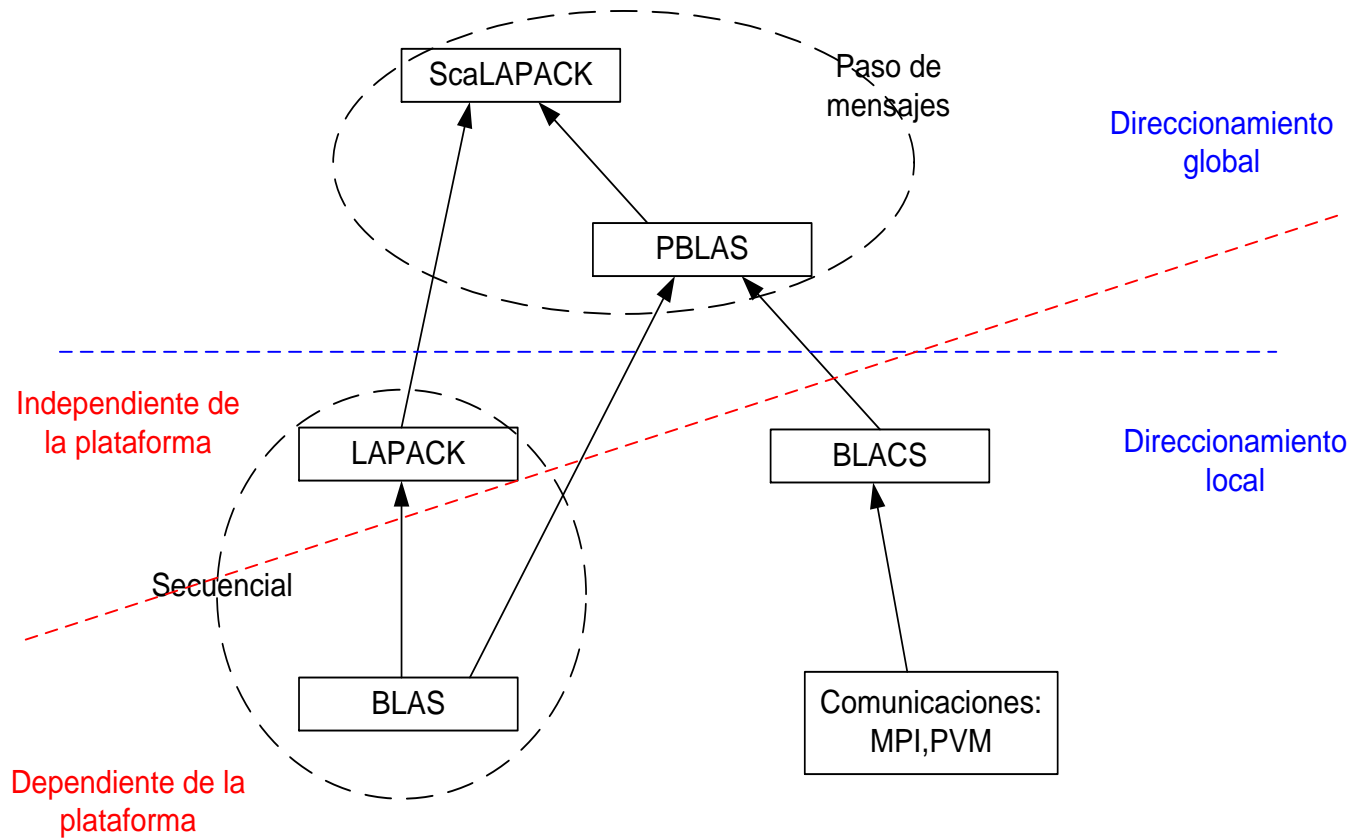 ScaLAPACK
Paso de
mensajes
Direccionamiento
global
PBLAS
Independiente de
la plataforma
LAPACK
BLACS
Direccionamiento
local
Secuencial
BLAS
Comunicaciones:
MPI,PVM
Dependiente de la
plataforma